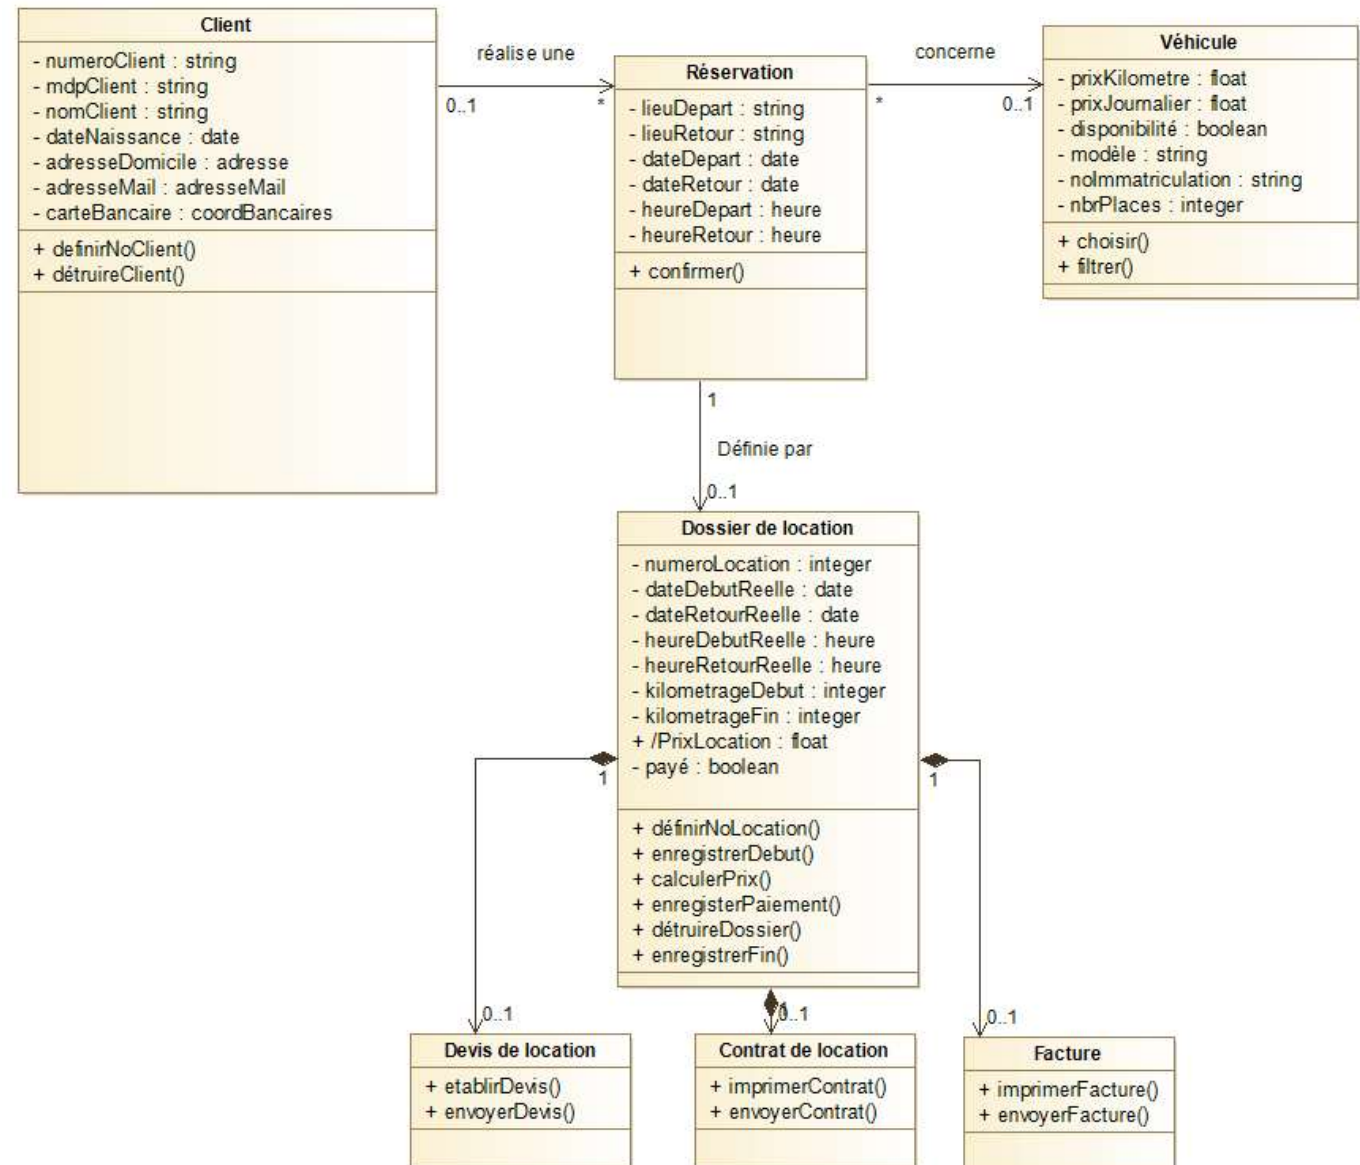 Client
- numeroClient : string
- mdpClient : string
- nomClient : string
- dateNaissance : date
- adresseDomicile : adresse
- adresseMail : adresseMail
- carteBancaire : coordBancaires
+ definirNoClient()
+ détruireClient()
réalise une
0..1
*
Réservation
- lieuDepart : string
- lieuRetour : string
- dateDepart : date
- dateRetour : date
- heureDepart : heure
- heureRetour : heure
+ confirmer()
concerne
*
0..1
Véhicule
- prixKilometre : float
- prixJournalier : float
- disponibilité : boolean
- modèle : string
- noImmatriculation : string
- nbrPlaces : integer
+ choisir()
+ filtrer()
1
Définie par
0..1
Dossier de location
- numeroLocation : integer
- dateDebutReelle : date
- dateRetourReelle : date
- heureDebutReelle : heure
- heureRetourReelle : heure
- kilometrageDebut : integer
- kilometrageFin : integer
+ /PrixLocation : float
- payé : boolean
+ définirNoLocation()
+ enregistrerDebut()
+ calculerPrix()
+ enregisterPaiement()
+ détruireDossier()
+ enregistrerFin()
1
1
0..1
0..1
0..1
Devis de location
+ etablirDevis()
+ envoyerDevis()
Contrat de location
+ imprimerContrat()
+ envoyerContrat()
Facture
+ imprimerFacture()
+ envoyerFacture()